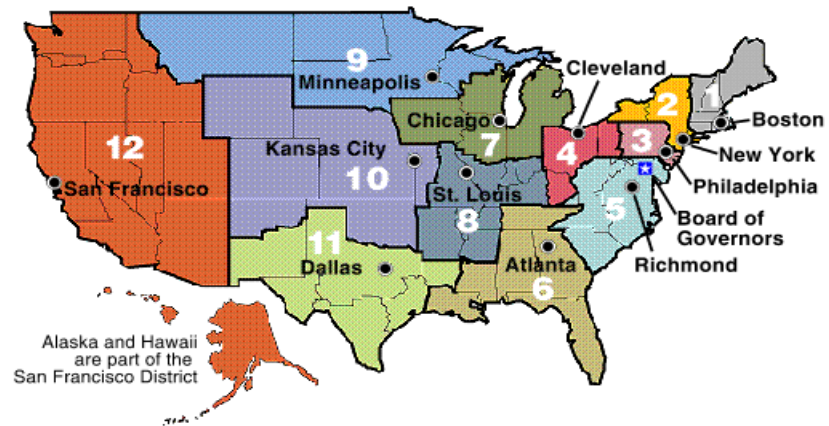 9
Minneapolis
Cleveland
2
1
Chicago
7
Boston
12
Kansas City
4
3
New York
10
San Francisco
St. Louis
Philadelphia
8
5
Board of
Governors
11
Dallas
Atlanta
Richmond
6
Alaska and Hawaii
are part of the
San Francisco District